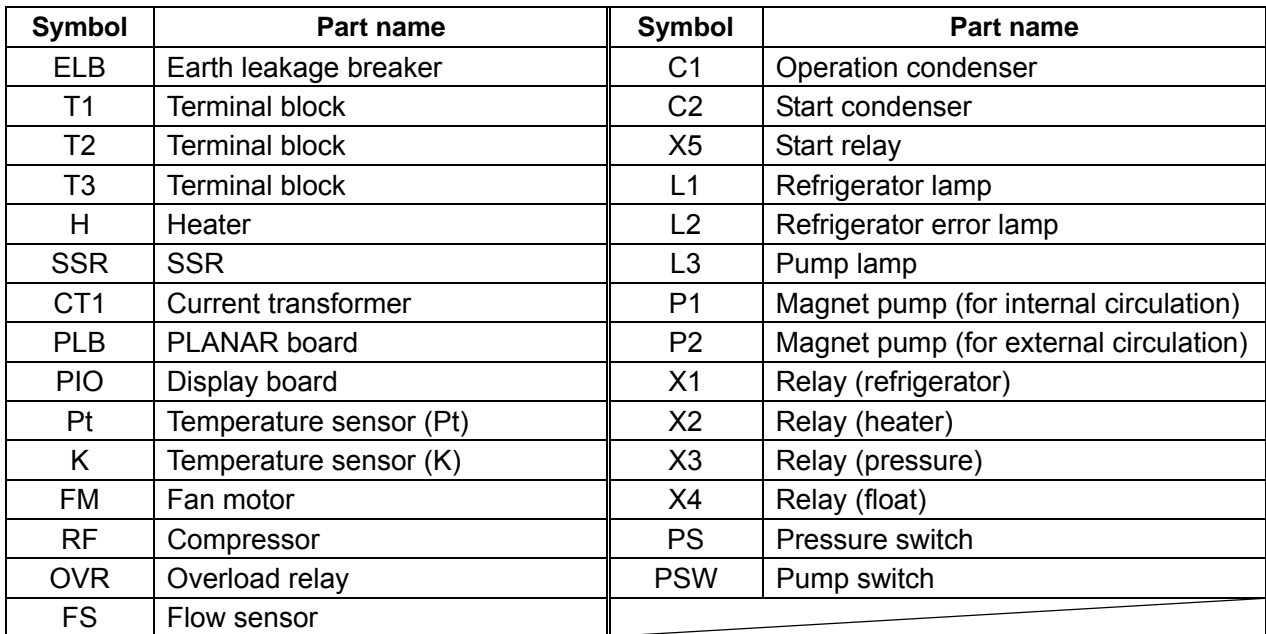 Symbol Part name Symbol Part name
ELB Earth leakage breaker C1 Operation condenser
T1 Terminal block C2 Start condenser
T2 Terminal block X5 Start relay
T3 Terminal block L1 Refrigerator lamp
H Heater L2 Refrigerator error lamp
SSR SSR L3 Pump lamp
CT1 Current transformer P1 Magnet pump (for internal circulation)
PLB PLANAR board P2 Magnet pump (for external circulation)
PIO Display board X1 Relay (refrigerator)
Pt Temperature sensor (Pt) X2 Relay (heater)
K Temperature sensor (K) X3 Relay (pressure)
FM Fan motor X4 Relay (float)
RF Compressor PS Pressure switch
OVR Overload relay PSW Pump switch
FS Flow sensor